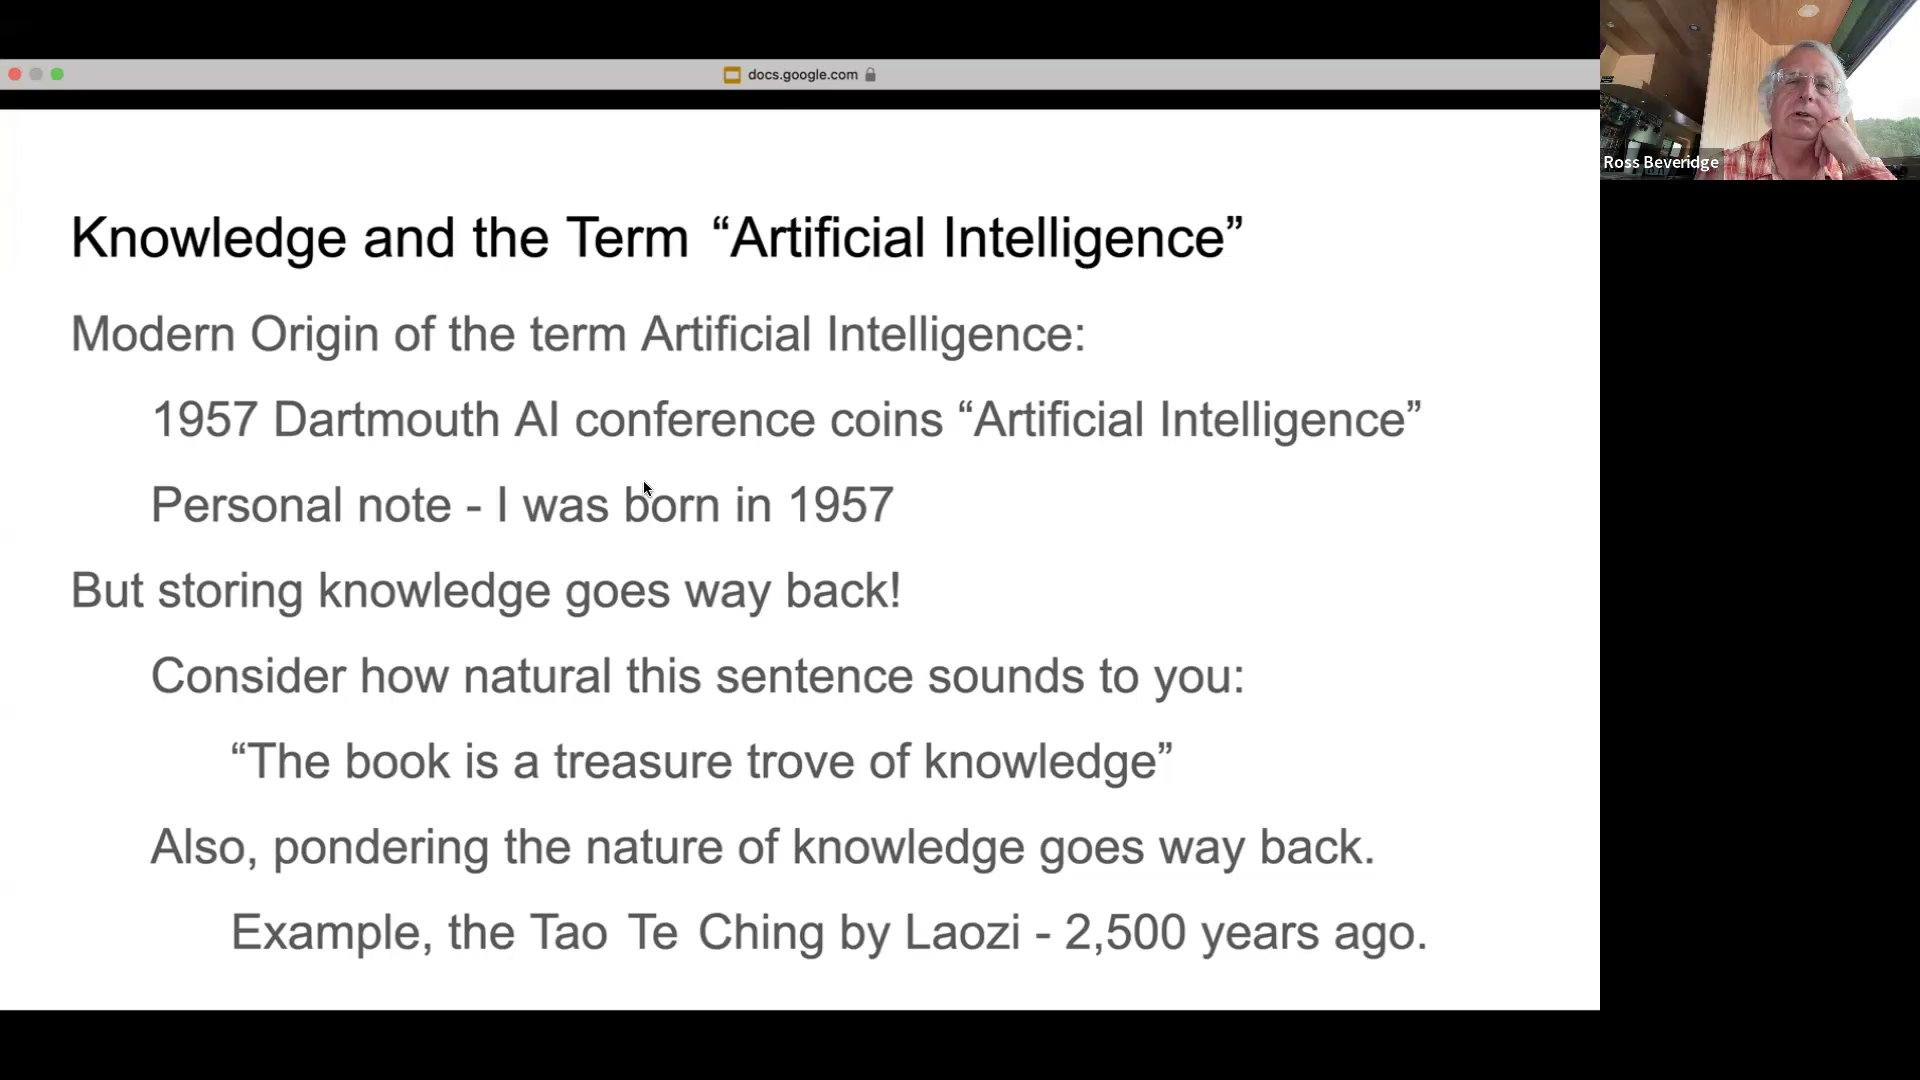 docs.google.com
Ross Beveridge
Knowledge and the Term “Artificial Intelligence”
Modern Origin of the term Artificial Intelligence:
1957 Dartmouth AI conference coins “Artificial Intelligence”
Personal note - I was born in 1957
But storing knowledge goes way back!
Consider how natural this sentence sounds to you:
“The book is a treasure trove of knowledge”
Also, pondering the nature of knowledge goes way back.
Example, the Tao Te Ching by Laozi - 2,500 years ago.